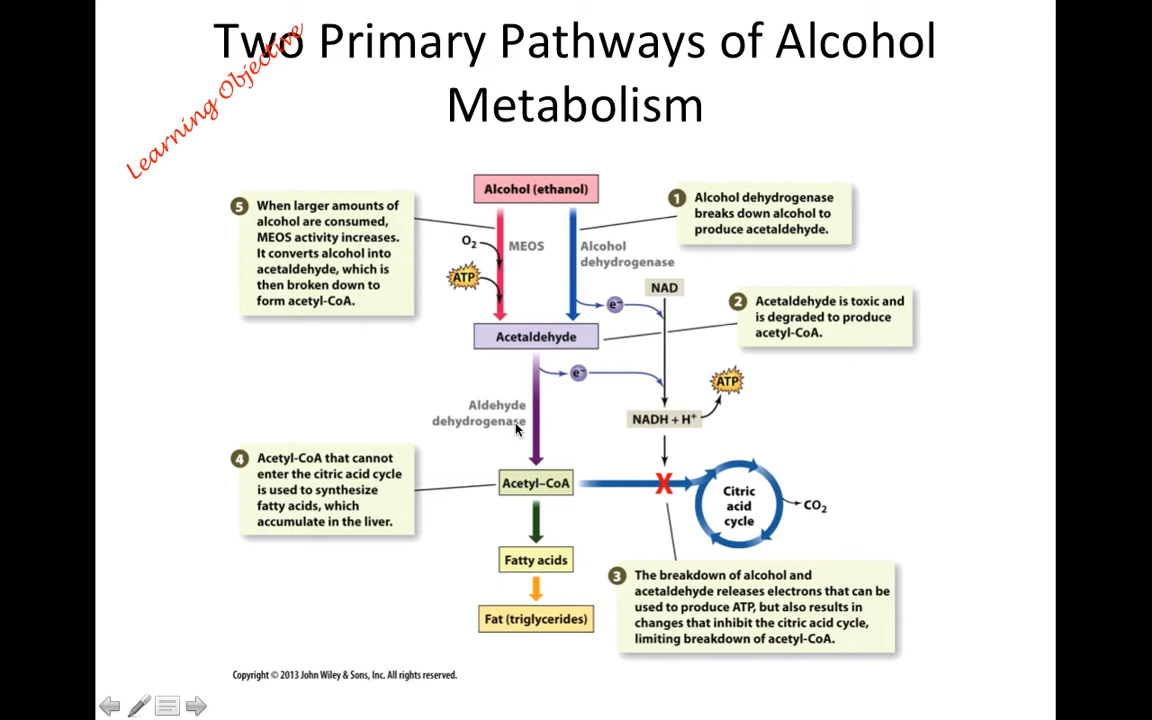 Two Primary Pathways of Alcohol
Metabolism
Learning Objective
Alcohol (ethanol)
5
When larger amounts of
alcohol are consumed,
MEOS activity increases.
It converts alcohol into
acetaldehyde, which is
then broken down to
form acetyl-CoA.
O₂
MEOS
ATP
Alcohol
dehydrogenase
1
Alcohol dehydrogenase
breaks down alcohol to
produce acetaldehyde.
NAD
e⁻
2
Acetaldehyde is toxic and
is degraded to produce
acetyl-CoA.
Acetaldehyde
e⁻
ATP
Aldehyde
dehydrogenase
NADH + H⁺
4
Acetyl-CoA that cannot
enter the citric acid cycle
is used to synthesize
fatty acids, which
accumulate in the liver.
Acetyl–CoA
X
Citric
acid
cycle
CO₂
Fatty acids
Fat (triglycerides)
3
The breakdown of alcohol and
acetaldehyde releases electrons that can be
used to produce ATP, but also results in
changes that inhibit the citric acid cycle,
limiting breakdown of acetyl-CoA.
Copyright © 2013 John Wiley & Sons, Inc. All rights reserved.